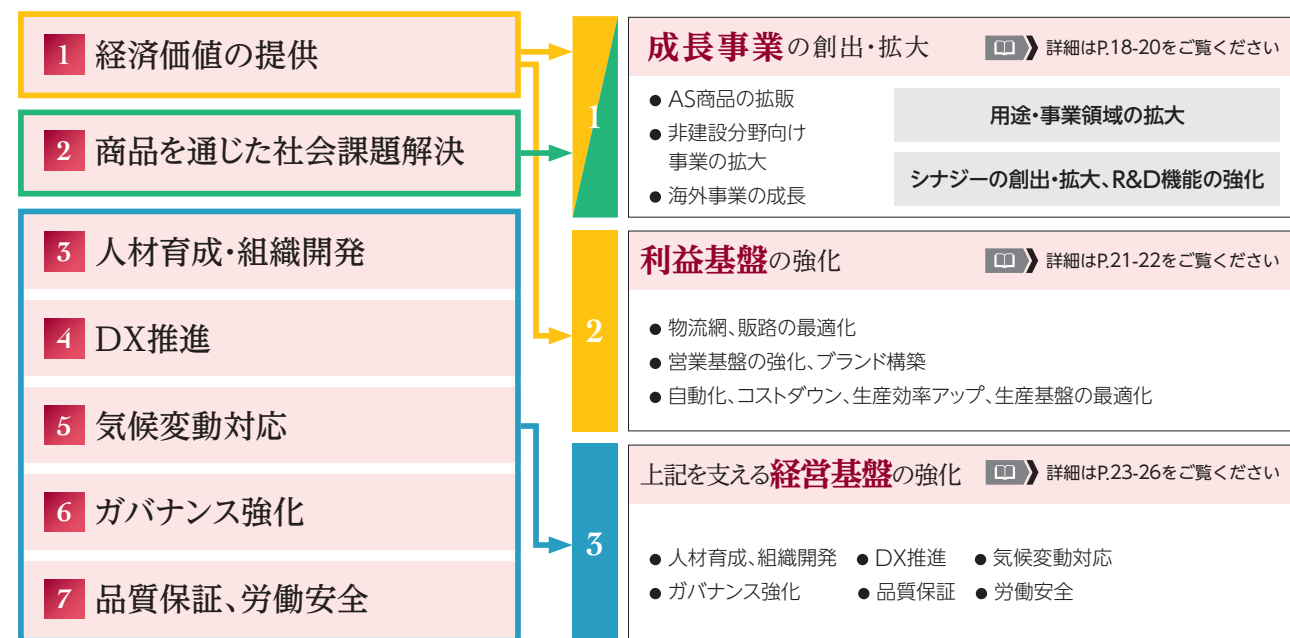 1 経済価値の提供
2 商品を通じた社会課題解決
3 人材育成・組織開発
4 DX推進
5 気候変動対応
6 ガバナンス強化
7 品質保証、労働安全
1
成長事業の創出・拡大 詳細はP.18-20をご覧ください
● AS商品の拡販
● 非建設分野向け
事業の拡大
● 海外事業の成長
用途・事業領域の拡大
シナジーの創出・拡大、R&D機能の強化
2
利益基盤の強化 詳細はP.21-22をご覧ください
● 物流網、販路の最適化
● 営業基盤の強化、ブランド構築
● 自動化、コストダウン、生産効率アップ、生産基盤の最適化
3
上記を支える経営基盤の強化 詳細はP.23-26をご覧ください
● 人材育成、組織開発 ● DX推進 ● 気候変動対応
● ガバナンス強化 ● 品質保証 ● 労働安全